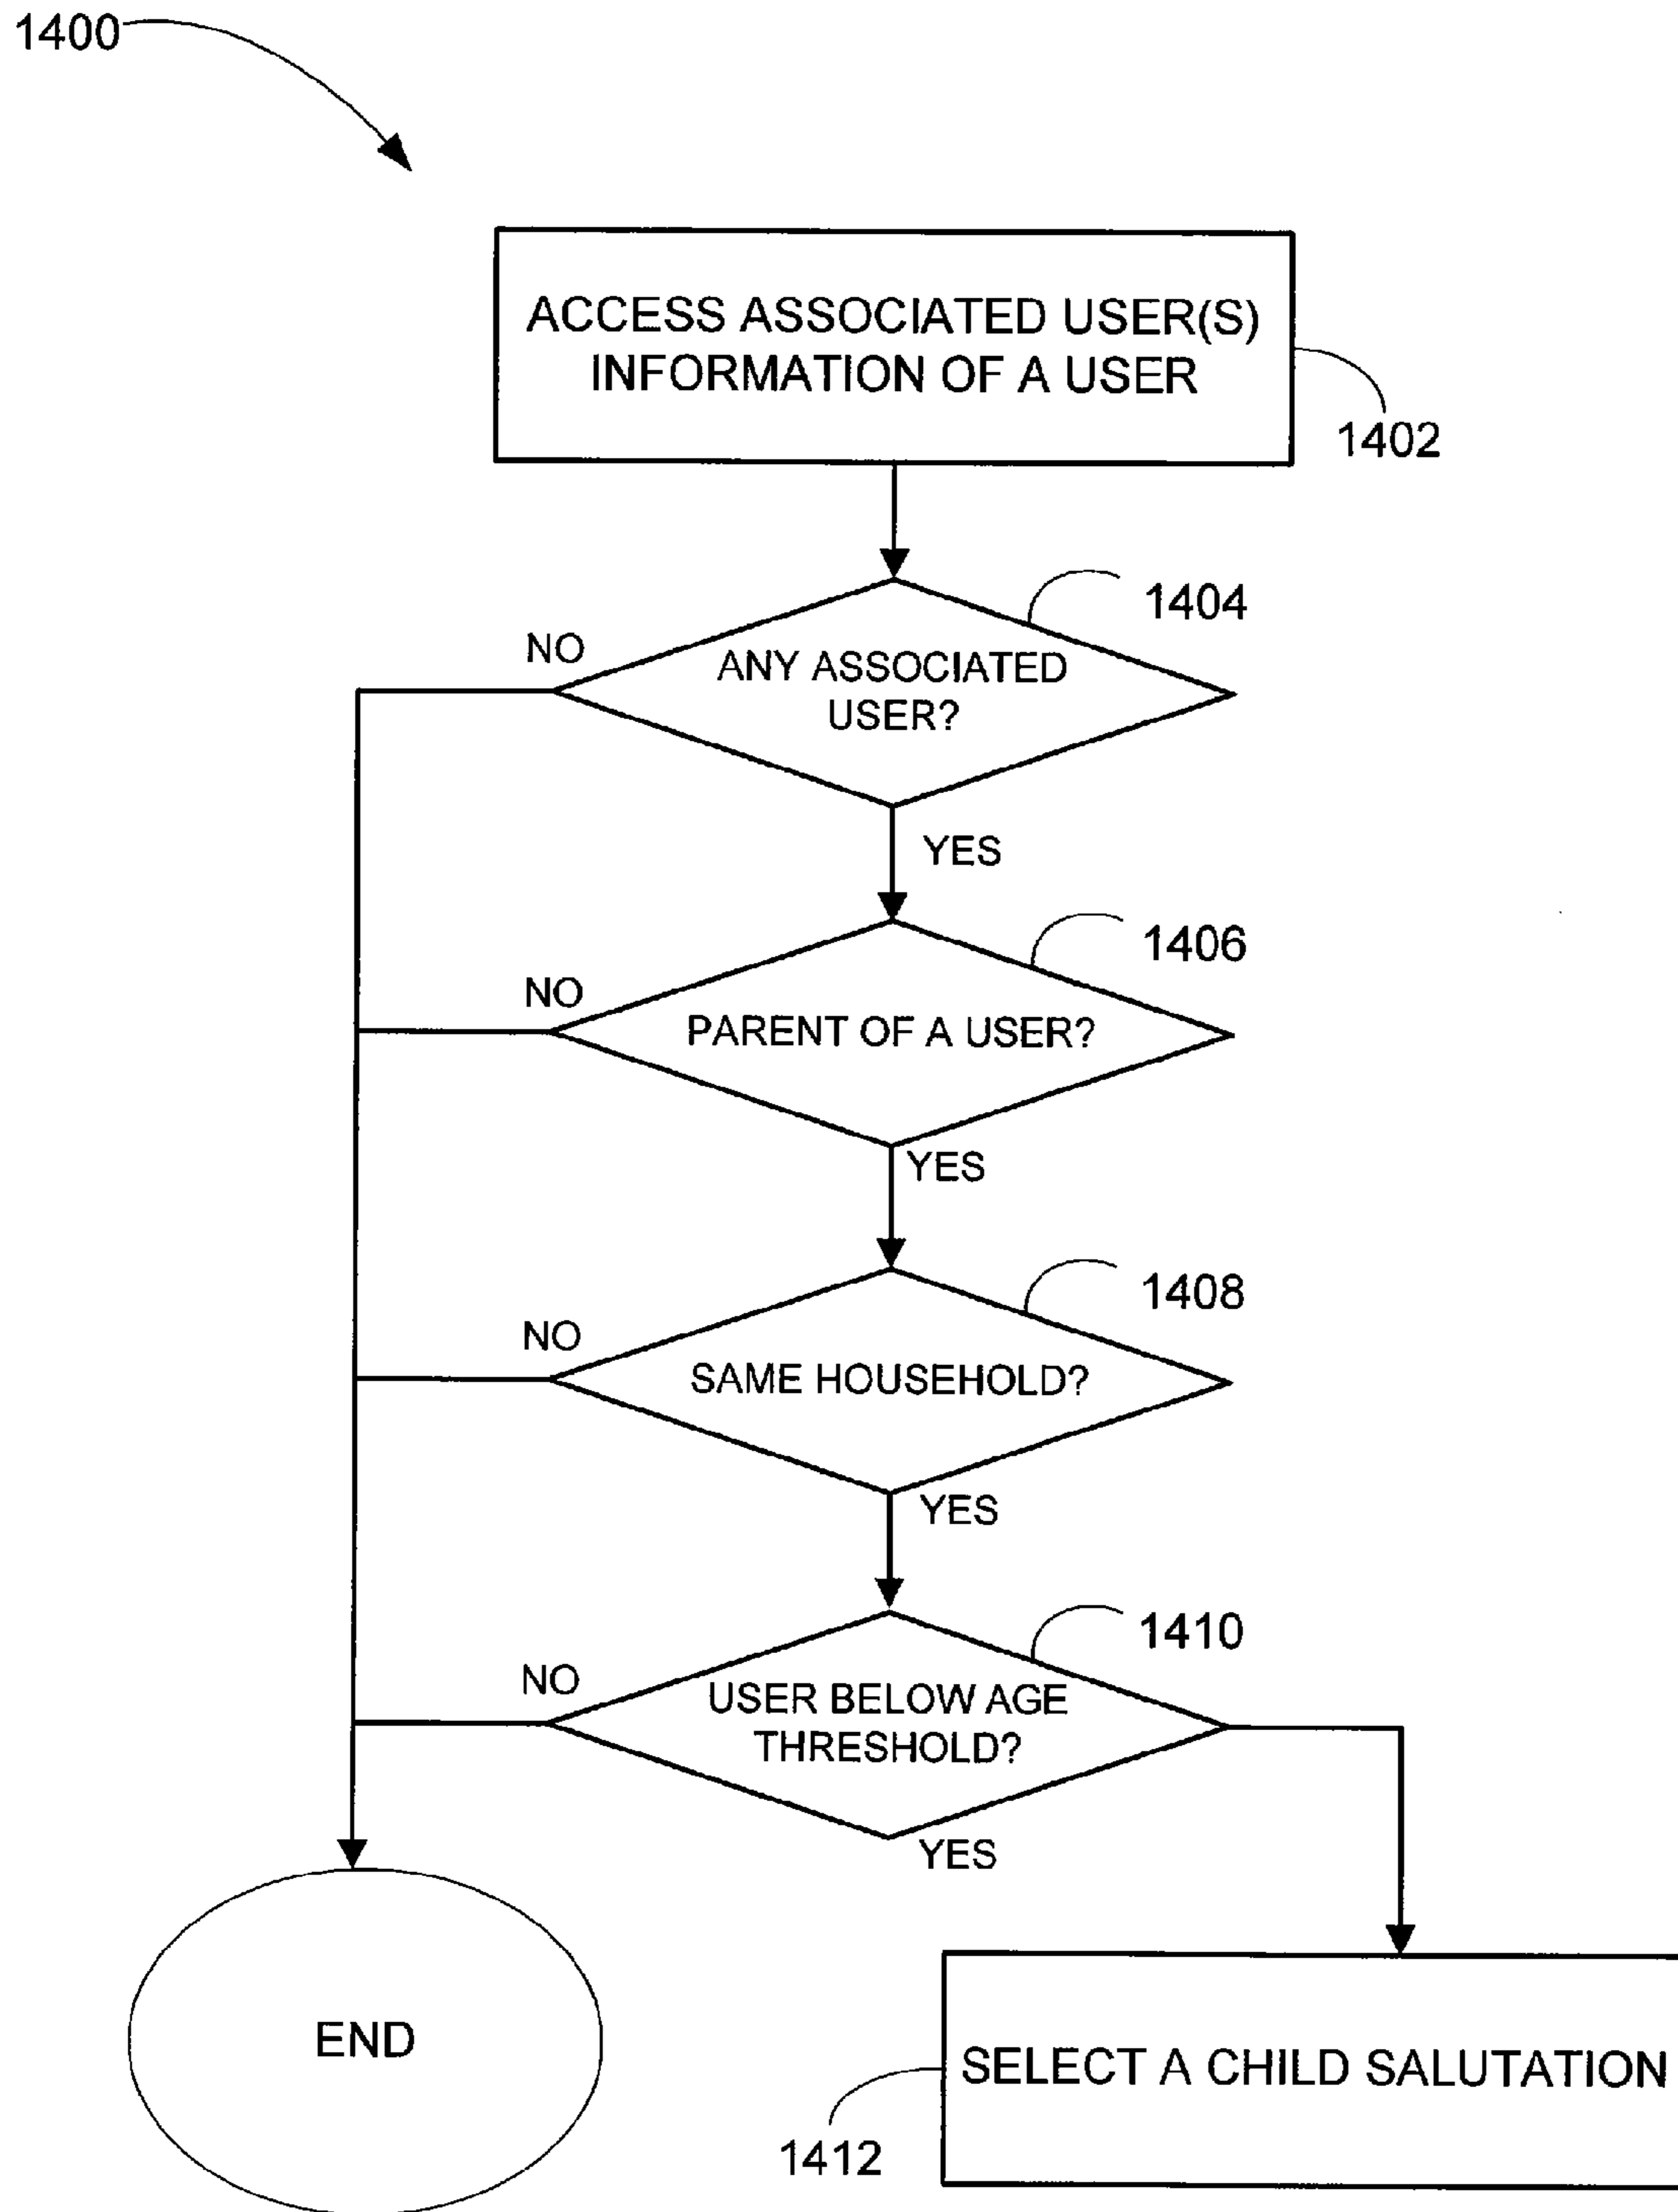 1400
ACCESS ASSOCIATED USER(S)
INFORMATION OF A USER
1402
1404
NO
ANY ASSOCIATED
USER?
YES
1406
NO
PARENT OF A USER?
YES
1408
NO
SAME HOUSEHOLD?
YES
1410
NO
USER BELOW AGE
THRESHOLD?
YES
END
SELECT A CHILD SALUTATION
1412